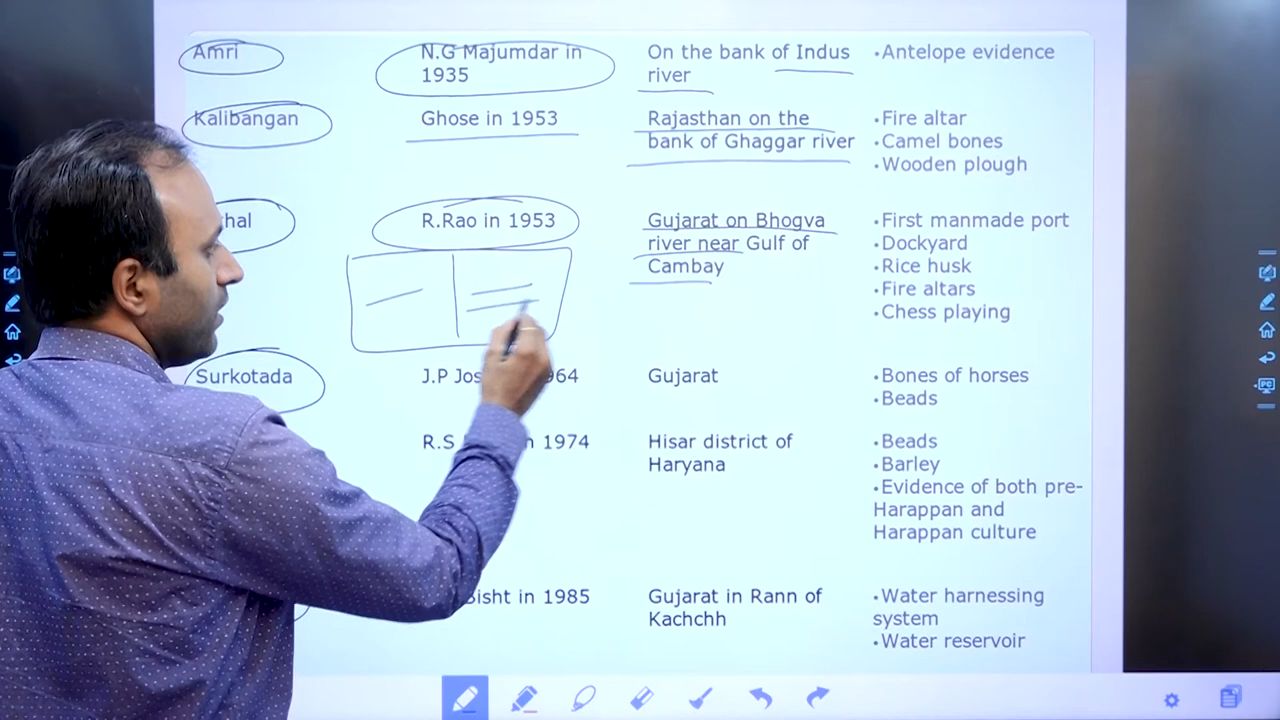 Amri N.G Majumdar in 1935 On the bank of Indus river •Antelope evidence
Kalibangan Ghose in 1953 Rajasthan on the bank of Ghaggar river •Fire altar
•Camel bones
•Wooden plough
hal R.Rao in 1953 Gujarat on Bhogva river near Gulf of Cambay •First manmade port
•Dockyard
•Rice husk
•Fire altars
•Chess playing
Surkotada J.P Jos 964 Gujarat •Bones of horses
•Beads
R.S n 1974 Hisar district of Haryana •Beads
•Barley
•Evidence of both pre-
Harappan and
Harappan culture
Bisht in 1985 Gujarat in Rann of Kachchh •Water harnessing
system
•Water reservoir
PC
PC